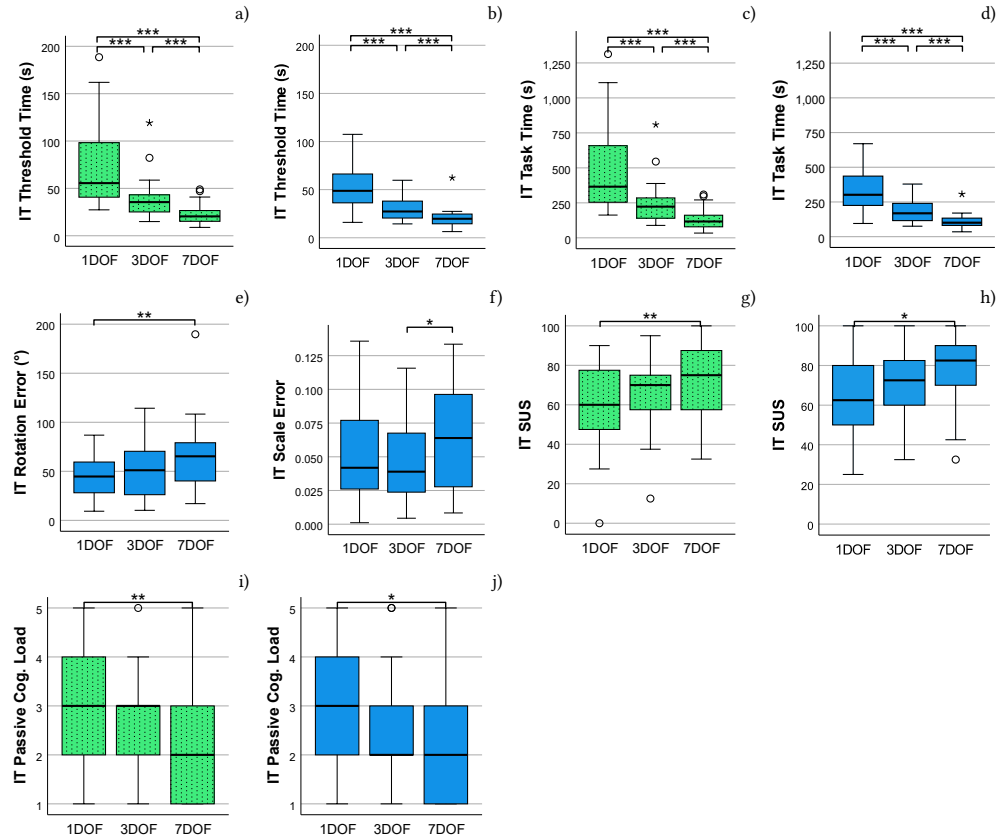 a)
IT Threshold Time (s)
200
150
100
50
0
***
*** ***
1DOF 3DOF 7DOF
b)
IT Threshold Time (s)
200
150
100
50
0
***
*** ***
1DOF 3DOF 7DOF
c)
IT Task Time (s)
1,250
1,000
750
500
250
0
***
*** ***
1DOF 3DOF 7DOF
d)
IT Task Time (s)
1,250
1,000
750
500
250
0
***
*** ***
1DOF 3DOF 7DOF
e)
IT Rotation Error (°)
200
150
100
50
0
**
1DOF 3DOF 7DOF
f)
IT Scale Error
0.125
0.100
0.075
0.050
0.025
0.000
*
1DOF 3DOF 7DOF
g)
IT SUS
100
80
60
40
20
0
**
1DOF 3DOF 7DOF
h)
IT SUS
100
80
60
40
20
0
*
1DOF 3DOF 7DOF
i)
IT Passive Cog. Load
5
4
3
2
1
**
1DOF 3DOF 7DOF
j)
IT Passive Cog. Load
5
4
3
2
1
*
1DOF 3DOF 7DOF